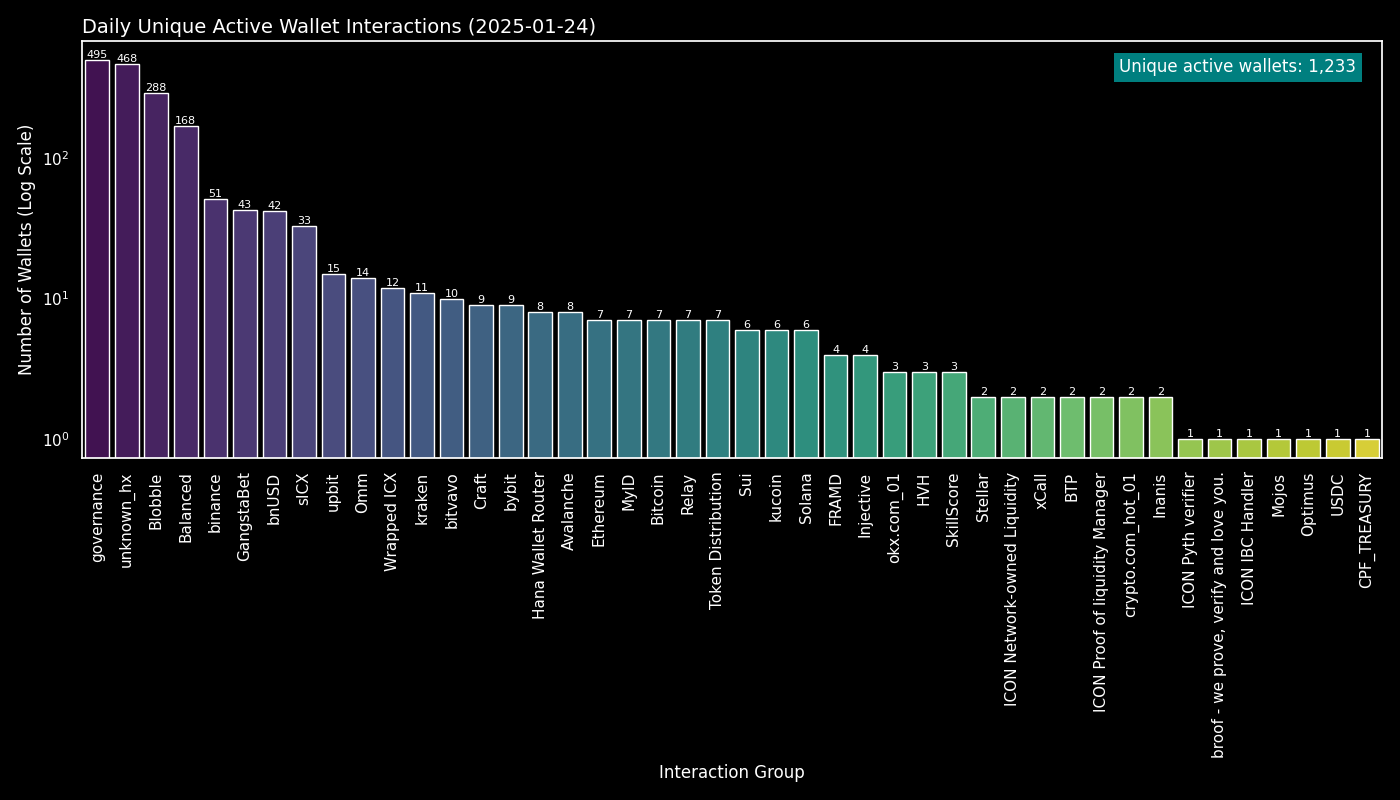 Daily Unique Active Wallet Interactions (2025-01-24)
Unique active wallets: 1,233
Number of Wallets (Log Scale)
10²
10¹
10⁰
495
468
288
168
51
43
42
33
15
14
12
11
10
9
9
8
8
7
7
7
7
7
6
6
6
4
4
3
3
3
2
2
2
2
2
2
2
1
1
1
1
1
1
1
governance
unknown_hx
Blobble
Balanced
binance
GangstaBet
bnUSD
sICX
upbit
Omm
Wrapped ICX
kraken
bitvavo
Craft
bybit
Hana Wallet Router
Avalanche
Ethereum
MyID
Bitcoin
Relay
Token Distribution
Sui
kucoin
Solana
FRAMD
Injective
okx.com_01
HVH
SkillScore
Stellar
ICON Network-owned Liquidity
xCall
BTP
ICON Proof of liquidity Manager
crypto.com_hot_01
Inanis
ICON Pyth verifier
broof - we prove, verify and love you.
ICON IBC Handler
Mojos
Optimus
USDC
CPF_TREASURY
Interaction Group